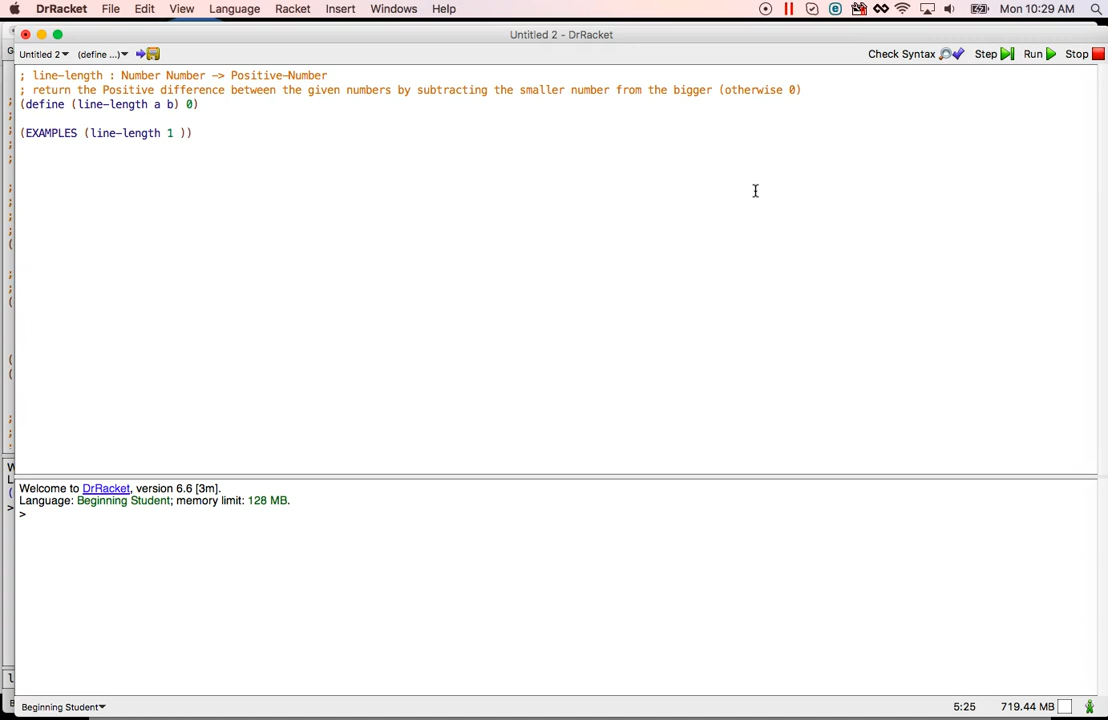 DrRacket File Edit View Language Racket Insert Windows Help Mon 10:29 AM
Untitled 2 - DrRacket
Untitled 2 (define ...) Check Syntax Step Run Stop
; line-length : Number Number -> Positive-Number
; return the Positive difference between the given numbers by subtracting the smaller number from the bigger (otherwise 0)
(define (line-length a b) 0)
(EXAMPLES (line-length 1 ))
Welcome to DrRacket, version 6.6 [3m].
Language: Beginning Student; memory limit: 128 MB.
>
Beginning Student 5:25 719.44 MB